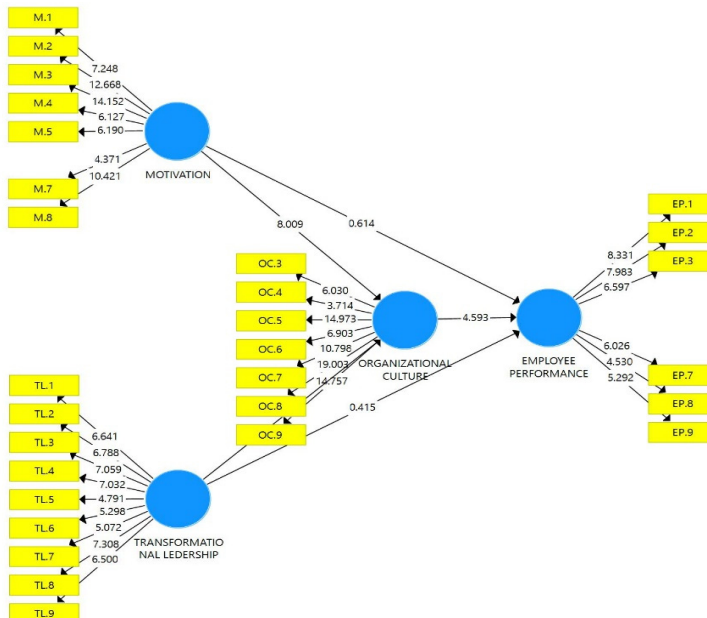 M.1
M.2
M.3
M.4
M.5
M.7
M.8
7.248
12.668
14.152
6.127
6.190
4.371
10.421
MOTIVATION
8.009
0.614
OC.3
OC.4
OC.5
OC.6
OC.7
OC.8
OC.9
6.030
3.714
14.973
6.903
10.798
19.003
14.757
ORGANIZATIONAL
CULTURE
4.593
0.415
EP.1
EP.2
EP.3
8.331
7.983
6.597
EMPLOYEE
PERFORMANCE
6.026
4.530
5.292
EP.7
EP.8
EP.9
TL.1
TL.2
TL.3
TL.4
TL.5
TL.6
TL.7
TL.8
TL.9
6.641
6.788
7.059
7.032
4.791
5.298
5.072
7.308
6.500
TRANSFORMATIO
NAL LEDERSHIP